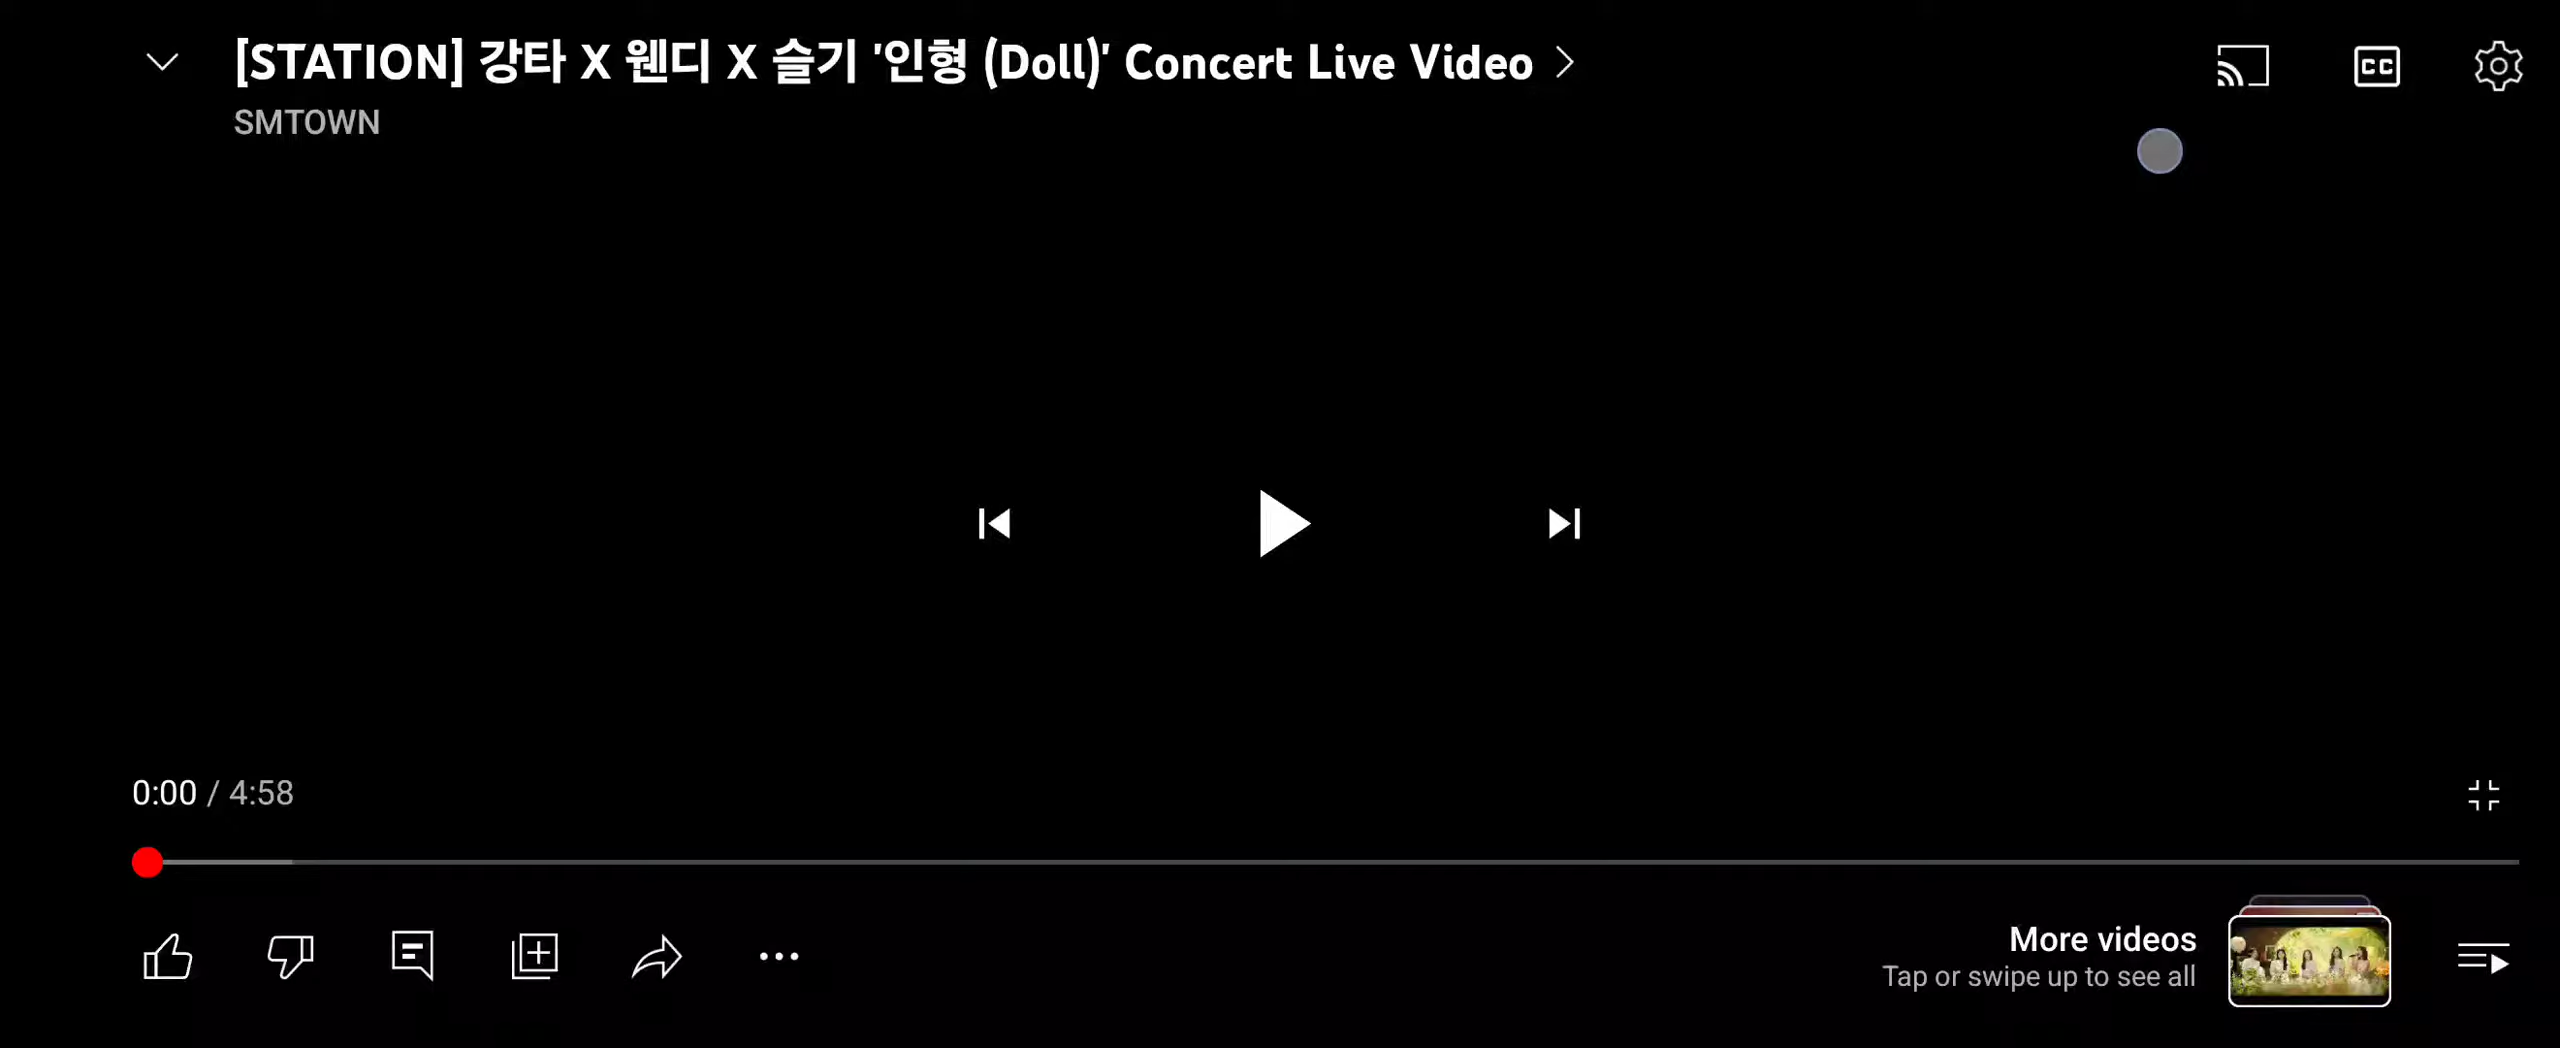 [STATION] 강타 X 웬디 X 슬기 '인형 (Doll)' Concert Live Video
SMTOWN
CC
0:00 / 4:58
More videos
Tap or swipe up to see all